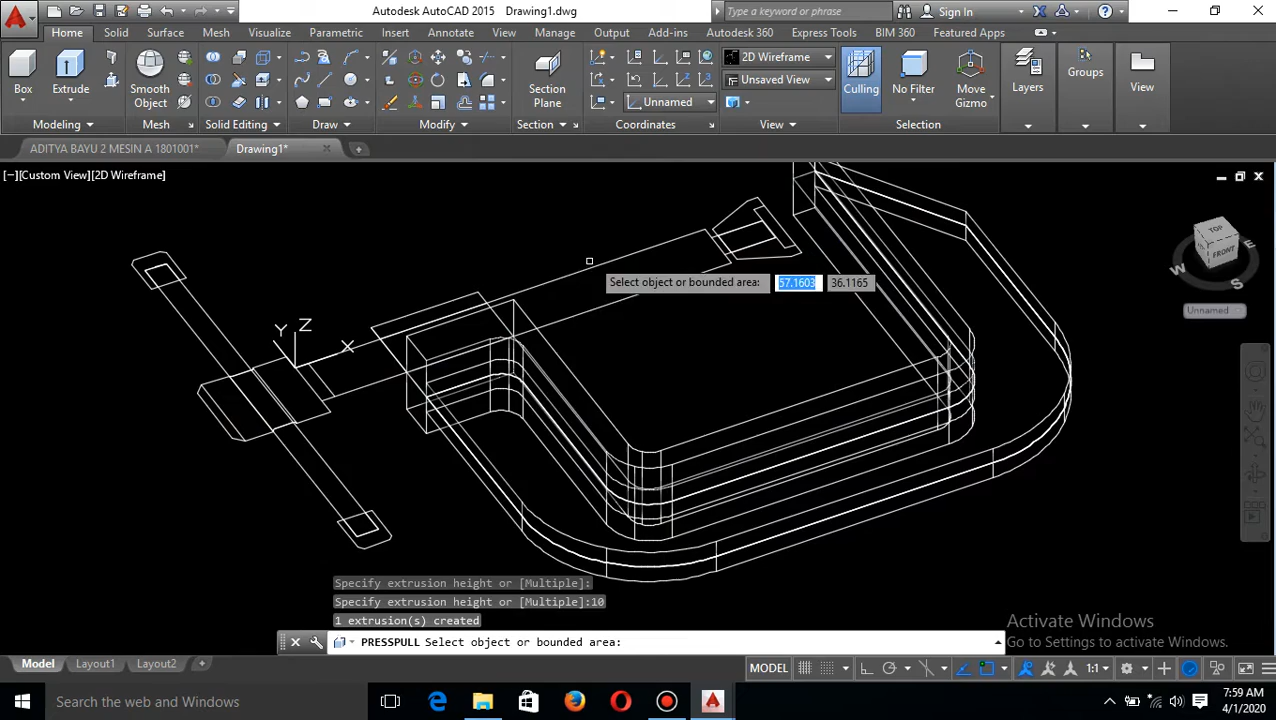 Autodesk AutoCAD 2015 Drawing1.dwg
Type a keyword or phrase
Sign In
Home Solid Surface Mesh Visualize Parametric Insert Annotate View Manage Output Add-ins Autodesk 360 Express Tools BIM 360 Featured Apps
2D Wireframe
Unsaved View
Unnamed
Box Extrude Smooth Object Section Plane Culling No Filter Move Gizmo Layers Groups View
Modeling Mesh Solid Editing Draw Modify Section Coordinates View Selection
ADITYA BAYU 2 MESIN A 1801001* Drawing1*
[−][Custom View][2D Wireframe]
TOP
FRONT
W E
S
Unnamed
Select object or bounded area: 57.1603 36.1165
Y Z
X
Specify extrusion height or [Multiple]:
Specify extrusion height or [Multiple]:10
1 extrusion(s) created
PRESSPULL Select object or bounded area:
Activate Windows
Go to Settings to activate Windows.
Model Layout1 Layout2
MODEL 1:1
Search the web and Windows
7:59 AM
4/1/2020